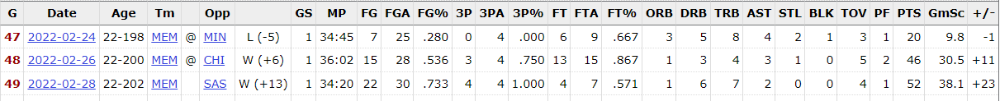 G Date Age Tm Opp GS MP FG FGA FG% 3P 3PA 3P% FT FTA FT% ORB DRB TRB AST STL BLK TOV PF PTS GmSc +/-
47 2022-02-24 22-198 MEM @ MIN L (-5) 1 34:45 7 25 .280 0 4 .000 6 9 .667 3 5 8 4 2 1 3 1 20 9.8 -1
48 2022-02-26 22-200 MEM @ CHI W (+6) 1 36:02 15 28 .536 3 4 .750 13 15 .867 1 3 4 3 1 0 5 2 46 30.5 +11
49 2022-02-28 22-202 MEM SAS W (+13) 1 34:20 22 30 .733 4 4 1.000 4 7 .571 1 6 7 2 0 0 4 1 52 38.1 +23